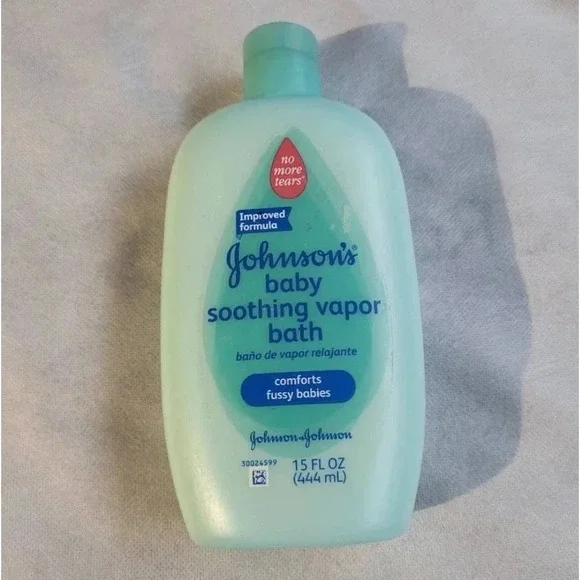 no
more
tears®
Improved
formula
Johnson's®
baby
soothing vapor
bath
baño de vapor relajante
comforts
fussy babies
Johnson & Johnson
30024599
15 FL OZ
(444 mL)